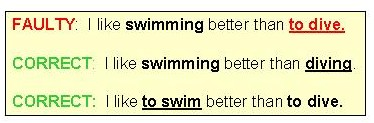 FAULTY: I like swimming better than to dive.
CORRECT: I like swimming better than diving.
CORRECT: I like to swim better than to dive.